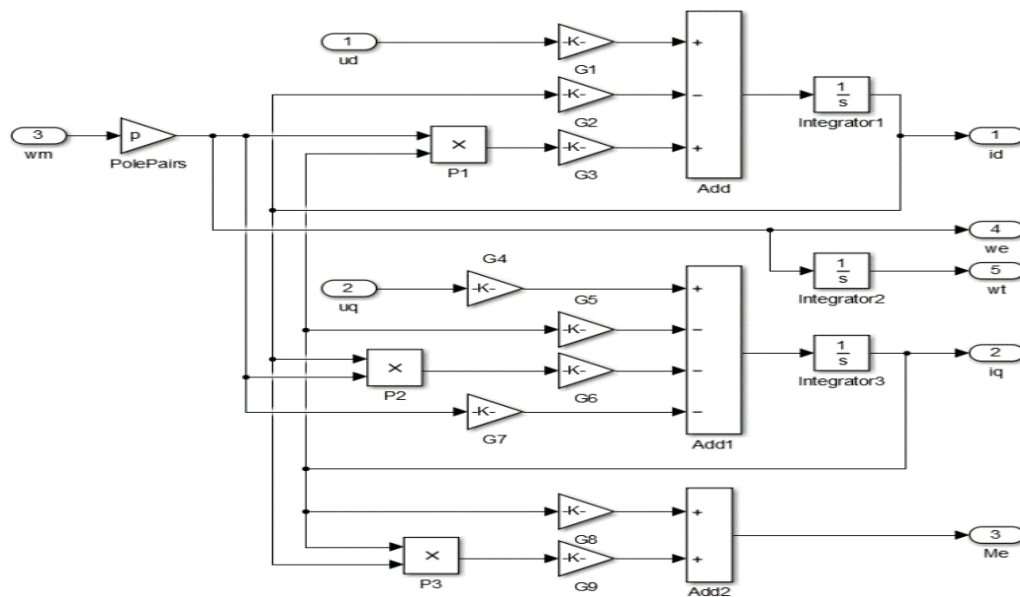 1
ud
-K-
G1
-K-
G2
3
wm
p
PolePairs
×
P1
-K-
G3
+
−
+
Add
1
s
Integrator1
1
id
4
we
1
s
Integrator2
5
wt
2
uq
G4
-K-
G5
-K-
×
P2
-K-
G6
-K-
G7
+
−
−
−
Add1
1
s
Integrator3
2
iq
-K-
G8
×
P3
-K-
G9
+
+
Add2
3
Me